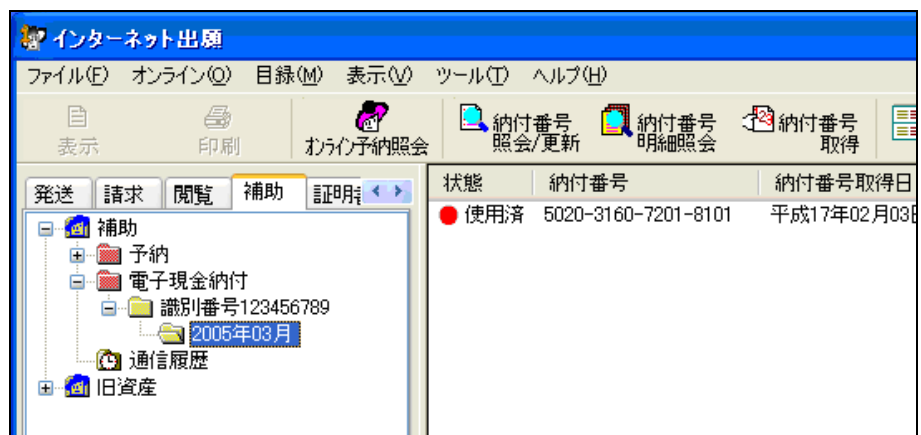 インターネット出願
ファイル(F) オンライン(O) 目録(M) 表示(V) ツール(T) ヘルプ(H)
表示 印刷 オンライン予納照会 納付番号照会/更新 納付番号明細照会 納付番号取得
発送 請求 閲覧 補助 証明
状態 納付番号 納付番号取得日
使用済 5020-3160-7201-8101 平成17年02月03日
補助
予納
電子現金納付
識別番号123456789
2005年03月
通信履歴
旧資産